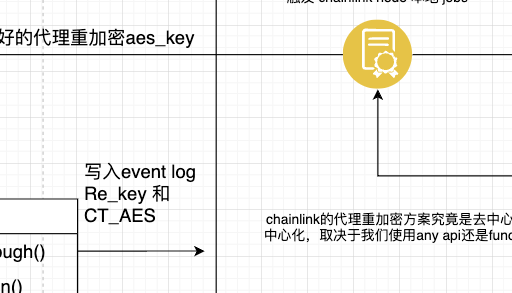 触发 chainlink node 本地 jobs
好的代理重加密aes_key
写入event log
Re_key 和
CT_AES
chainlink的代理重加密方案究竟是去中心
中心化，取决于我们使用any api还是func
ough()
n()